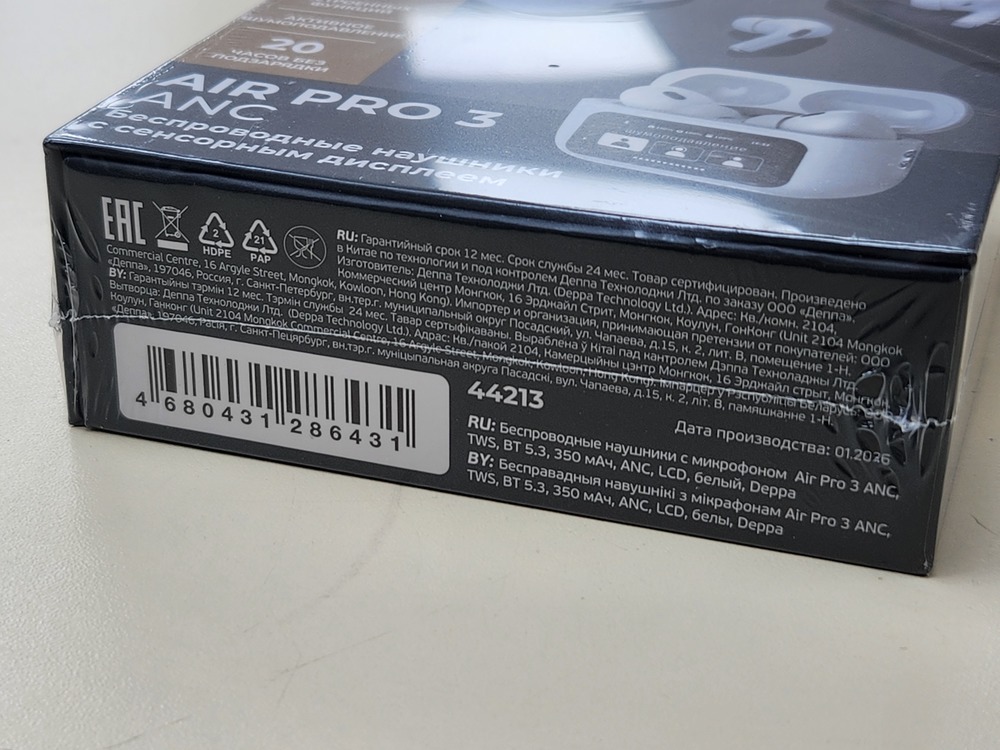 ФУНКЦИЙ
АКТИВНОЕ
ШУМОПОДАВЛЕНИЕ
20
ЧАСОВ БЕЗ
ПОДЗАРЯДКИ
AIR PRO 3
ANC
Беспроводные наушники
с сенсорным дисплеем
Шумоподавление
EAC
2
HDPE
21
PAP
RU: Гарантийный срок 12 мес. Срок службы 24 мес. Товар сертифицирован. Произведено
в Китае по технологии и под контролем Деппа Технолоджи Лтд. по заказу ООО «Деппа».
Изготовитель: Деппа Технолоджи Лтд. (Deppa Technology Ltd.). Адрес: Кв./комн. 2104,
Коммерческий центр Монгкок, 16 Эрджайл Стрит, Монгкок, Коулун, ГонКонг (Unit 2104 Mongkok
Commercial Centre, 16 Argyle Street, Mongkok, Kowloon, Hong Kong). Импортер и организация, принимающая претензии от покупателей: ООО
«Деппа», 197046, Россия, г. Санкт-Петербург, вн.тер.г. муниципальный округ Посадский, ул. Чапаева, д.15, к. 2, лит. В, помещение 1-Н.
BY: Гарантыйны тэрмін 12 мес. Тэрмін службы 24 мес. Тавар сертыфікаваны. Выраблена ў Кітаі пад кантролем Дэппа Тэхналаджы Лтд.
Вытворца: Деппа Технолоджи Лтд. (Deppa Technology Ltd.). Адрас: Кв./пакой 2104, Камерцыйны цэнтр Монгкок, 16 Эрджайл стрыт, Монгкок,
Коулун, Ганконг (Unit 2104 Mongkok Commercial Centre, 16 Argyle Street, Mongkok, Kowloon, Hong Kong). Імпарцёр у Рэспубліцы Беларусь:
«Деппа», 197046, Расія, г. Санкт-Пецярбург, вн.тэр.г. муніцыпальная акруга Пасадскі, вул. Чапаева, д.15, к. 2, літ. В, памяшканне 1-Н.
Дата производства: 01.2026
4 680431 286431
44213
RU: Беспроводные наушники с микрофоном Air Pro 3 ANC,
TWS, BT 5.3, 350 мАч, ANC, LCD, белый, Deppa
BY: Бесправадныя навушнікі з мікрафонам Air Pro 3 ANC,
TWS, BT 5.3, 350 мАч, ANC, LCD, белы, Deppa